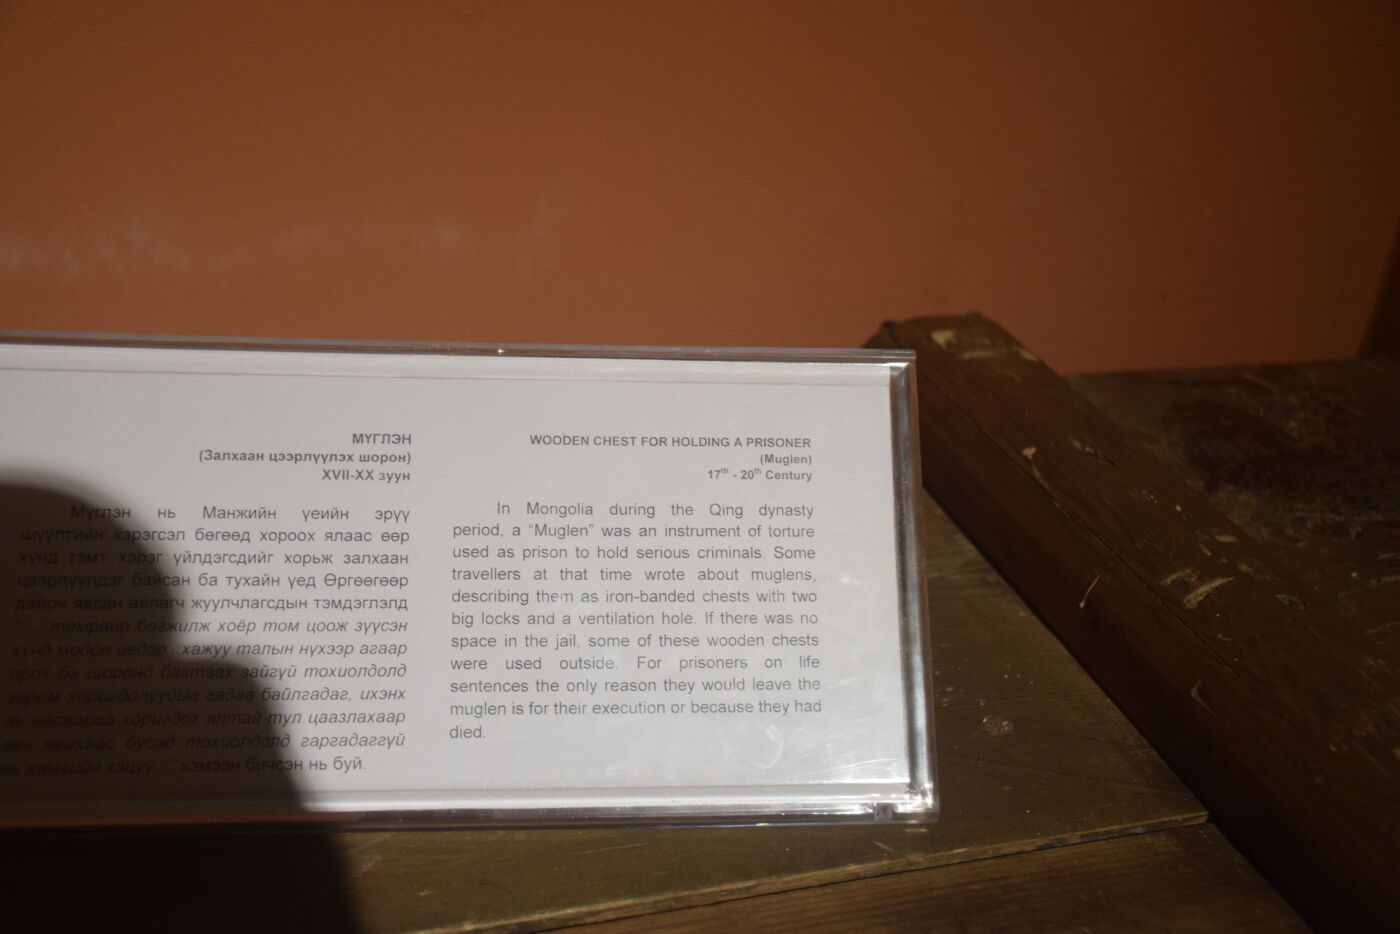 МҮГЛЭН
(Залхаан цээрлүүлэх шорон)
XVII-XX зуун
Мүглэн нь Манжийн үеийн эрүү
шүүлтийн хэрэгсэл бөгөөд хороох ялаас өөр
хүнд гэмт хэрэг үйлдэгсдийг хорьж залхаан
цээрлүүлдэг байсан ба тухайн үед Өргөөгөөр
дайрч явсан аялагч жуулчлагсдын тэмдэглэлд
" ... төмрөөр бөгжилж хоёр том цоож зүүсэн
хүнд модон авдар...хажуу талын нүхээр агаар
орох ба шоронд багтаах зайгүй тохиолдолд
зарим хоригдолуудыг гадаа байлгадаг, ихэнх
нь насаараа хоригдох ялтай тул цаазлахаар
авч явахаас бусад тохиолдолд гаргадаггүй
нь хамгийн хэцүү..." хэмээн бичсэн нь буй.
WOODEN CHEST FOR HOLDING A PRISONER
(Muglen)
17th - 20th Century
In Mongolia during the Qing dynasty
period, a "Muglen" was an instrument of torture
used as prison to hold serious criminals. Some
travellers at that time wrote about muglens,
describing them as iron-banded chests with two
big locks and a ventilation hole. If there was no
space in the jail, some of these wooden chests
were used outside. For prisoners on life
sentences the only reason they would leave the
muglen is for their execution or because they had
died.